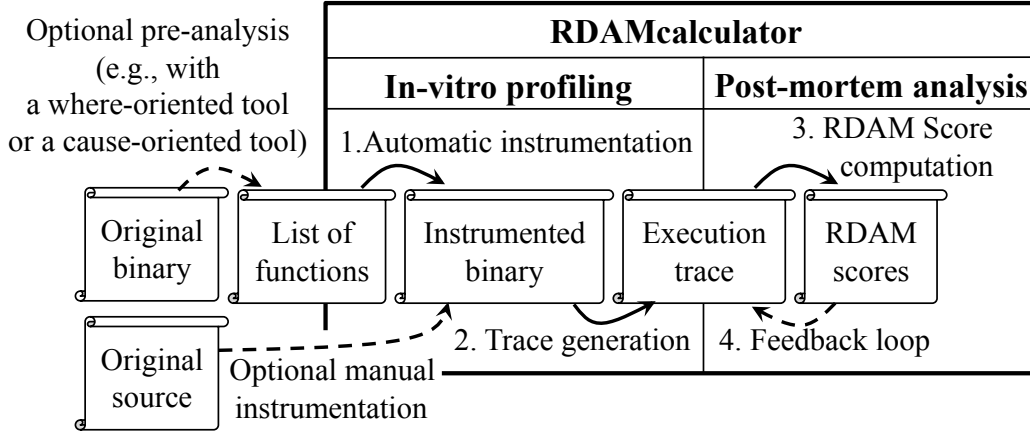 Optional pre-analysis
(e.g., with
a where-oriented tool
or a cause-oriented tool)
RDAMcalculator
In-vitro profiling
Post-mortem analysis
1.Automatic instrumentation
3. RDAM Score
computation
Original
binary
List of
functions
Instrumented
binary
Execution
trace
RDAM
scores
Original
source
Optional manual
instrumentation
2. Trace generation
4. Feedback loop